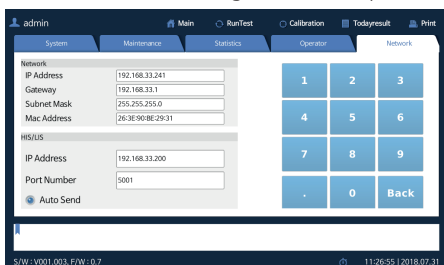 admin Main RunTest Calibration Todayresult Print
System Maintenance Statistics Operator Network
Network
IP Address 192.168.33.241
Gateway 192.168.33.1
Subnet Mask 255.255.255.0
Mac Address 26:3E:90:BE:29:31
HIS/LIS
IP Address 192.168.33.200
Port Number 5001
Auto Send
1 2 3
4 5 6
7 8 9
. 0 Back
S/W : V001.003, F/W : 0.7 11:26:55 | 2018.07.31